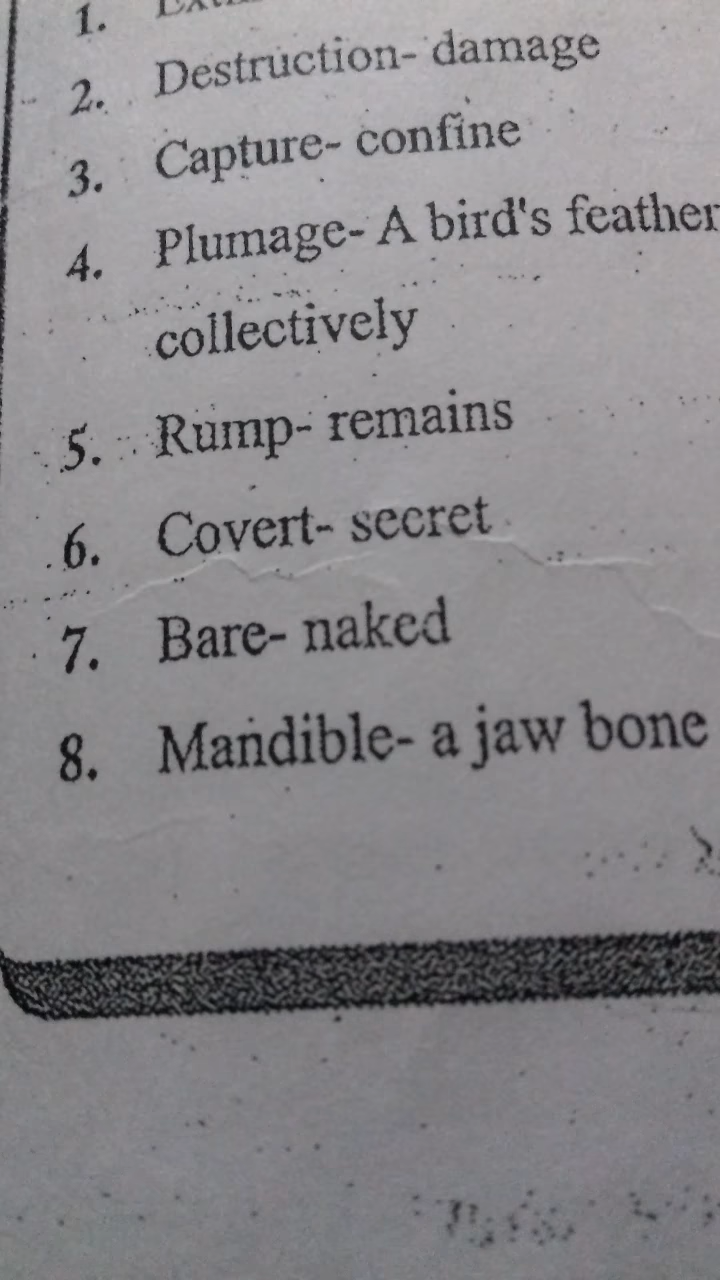 1.
2. Destruction- damage
3. Capture- confine
4. Plumage- A bird's feather
collectively
5. Rump- remains
6. Covert- secret
7. Bare- naked
8. Mandible- a jaw bone